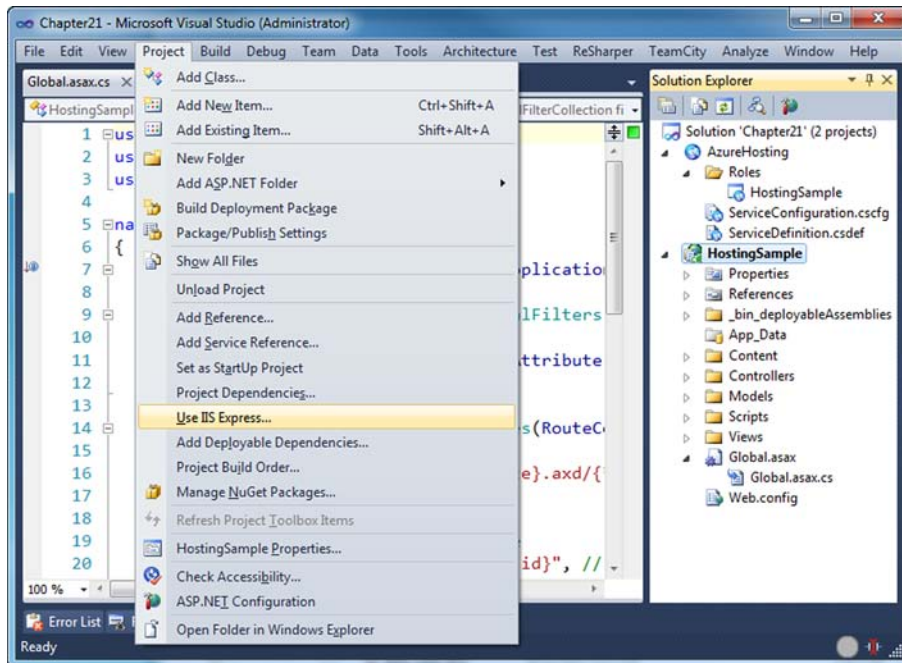 Chapter21 - Microsoft Visual Studio (Administrator)
File Edit View Project Build Debug Team Data Tools Architecture Test ReSharper TeamCity Analyze Window Help
Global.asax.cs
HostingSampl
lFilterCollection fi
1 us
2 us
3 us
4
5 na
6 {
7 plication
8
9 lFilters
10
11 ttribute
12
13
14 s(RouteC
15
16 e}.axd/{
17
18
19
20 id}", //
100 %
Add Class...
Add New Item... Ctrl+Shift+A
Add Existing Item... Shift+Alt+A
New Folder
Add ASP.NET Folder
Build Deployment Package
Package/Publish Settings
Show All Files
Unload Project
Add Reference...
Add Service Reference...
Set as StartUp Project
Project Dependencies...
Use IIS Express...
Add Deployable Dependencies...
Project Build Order...
Manage NuGet Packages...
Refresh Project Toolbox Items
HostingSample Properties...
Check Accessibility...
ASP.NET Configuration
Open Folder in Windows Explorer
Solution Explorer
Solution 'Chapter21' (2 projects)
AzureHosting
Roles
HostingSample
ServiceConfiguration.cscfg
ServiceDefinition.csdef
HostingSample
Properties
References
_bin_deployableAssemblies
App_Data
Content
Controllers
Models
Scripts
Views
Global.asax
Global.asax.cs
Web.config
Error List
Ready